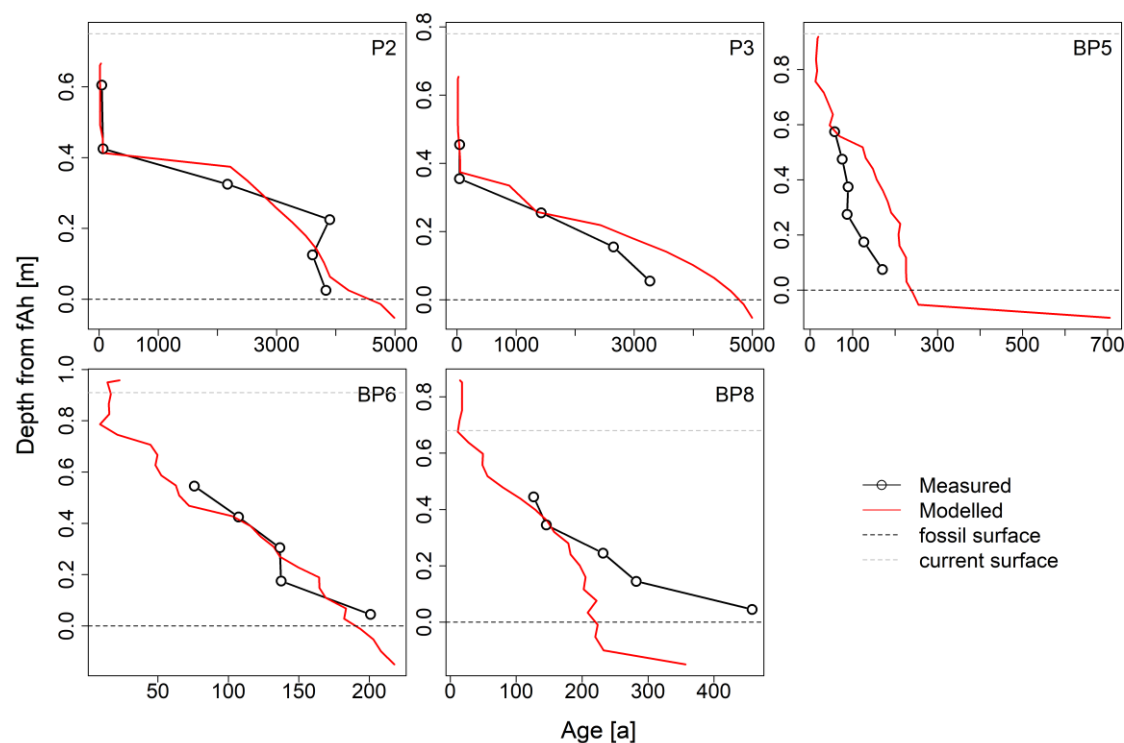 P2
0.0 0.2 0.4 0.6
0 1000 3000 5000
P3
0.0 0.2 0.4 0.6 0.8
0 1000 3000 5000
BP5
0.0 0.2 0.4 0.6 0.8
0 100 200 300 400 500 600 700
Depth from fAh [m]
BP6
0.0 0.2 0.4 0.6 0.8 1.0
50 100 150 200
BP8
0.0 0.2 0.4 0.6 0.8
0 100 200 300 400
Measured
Modelled
fossil surface
current surface
Age [a]